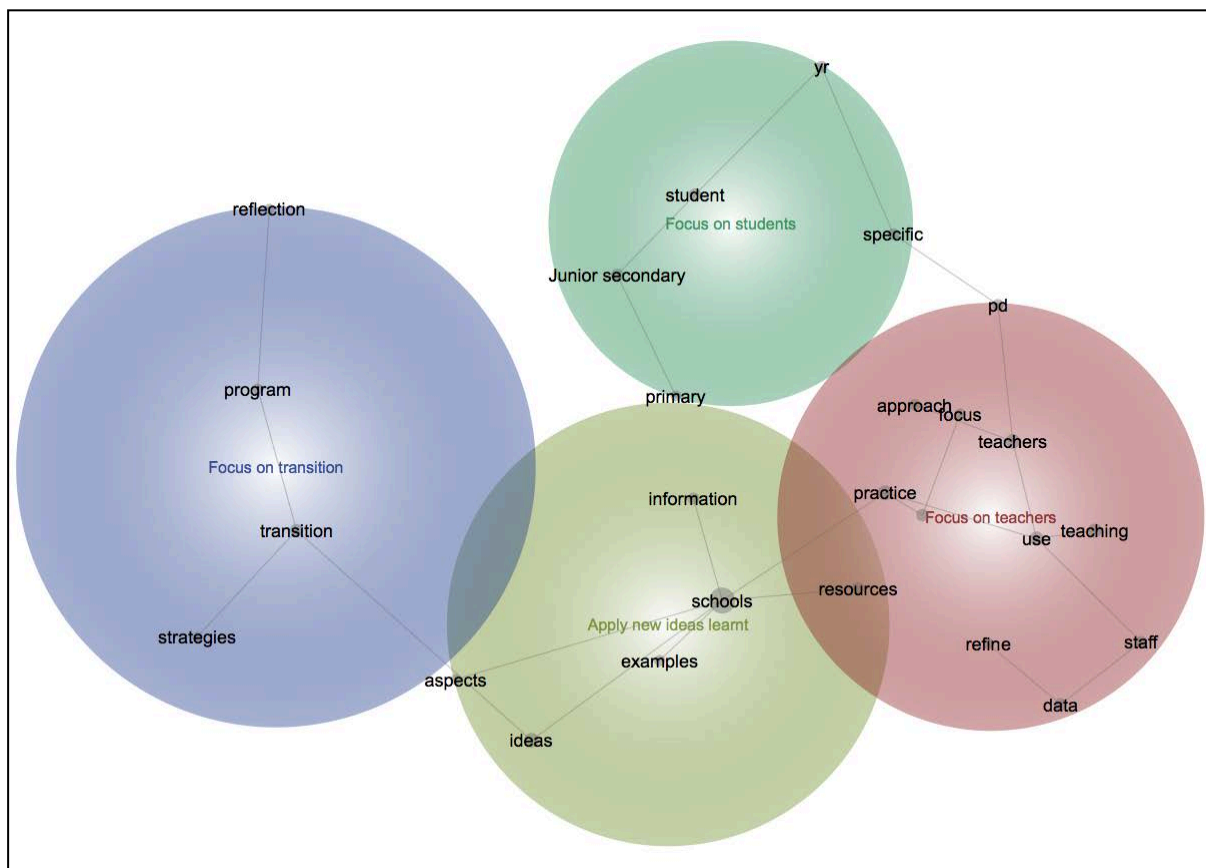 yr
student
reflection
Focus on students
specific
Junior secondary
pd
program
primary
approach
focus
teachers
Focus on transition
practice
information
Focus on teachers
transition
teaching
use
resources
schools
Apply new ideas learnt
strategies
refine
staff
examples
aspects
data
ideas